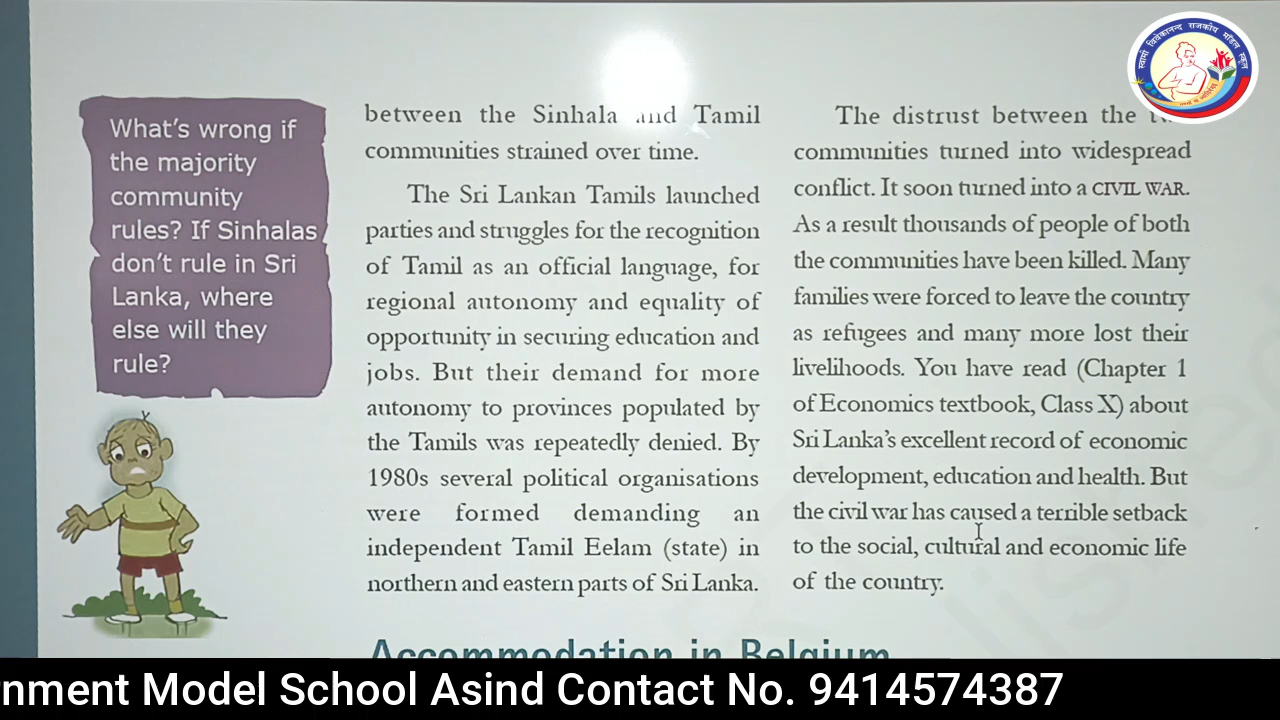 स्वामी विवेकानन्द राजकीय मॉडल स्कूल
What's wrong if
the majority
community
rules? If Sinhalas
don't rule in Sri
Lanka, where
else will they
rule?
between the Sinhala and Tamil
communities strained over time.
The Sri Lankan Tamils launched
parties and struggles for the recognition
of Tamil as an official language, for
regional autonomy and equality of
opportunity in securing education and
jobs. But their demand for more
autonomy to provinces populated by
the Tamils was repeatedly denied. By
1980s several political organisations
were formed demanding an
independent Tamil Eelam (state) in
northern and eastern parts of Sri Lanka.
The distrust between the
communities turned into widespread
conflict. It soon turned into a CIVIL WAR.
As a result thousands of people of both
the communities have been killed. Many
families were forced to leave the country
as refugees and many more lost their
livelihoods. You have read (Chapter 1
of Economics textbook, Class X) about
Sri Lanka's excellent record of economic
development, education and health. But
the civil war has caused a terrible setback
to the social, cultural and economic life
of the country.
Accommodation in Belgium
nment Model School Asind Contact No. 9414574387